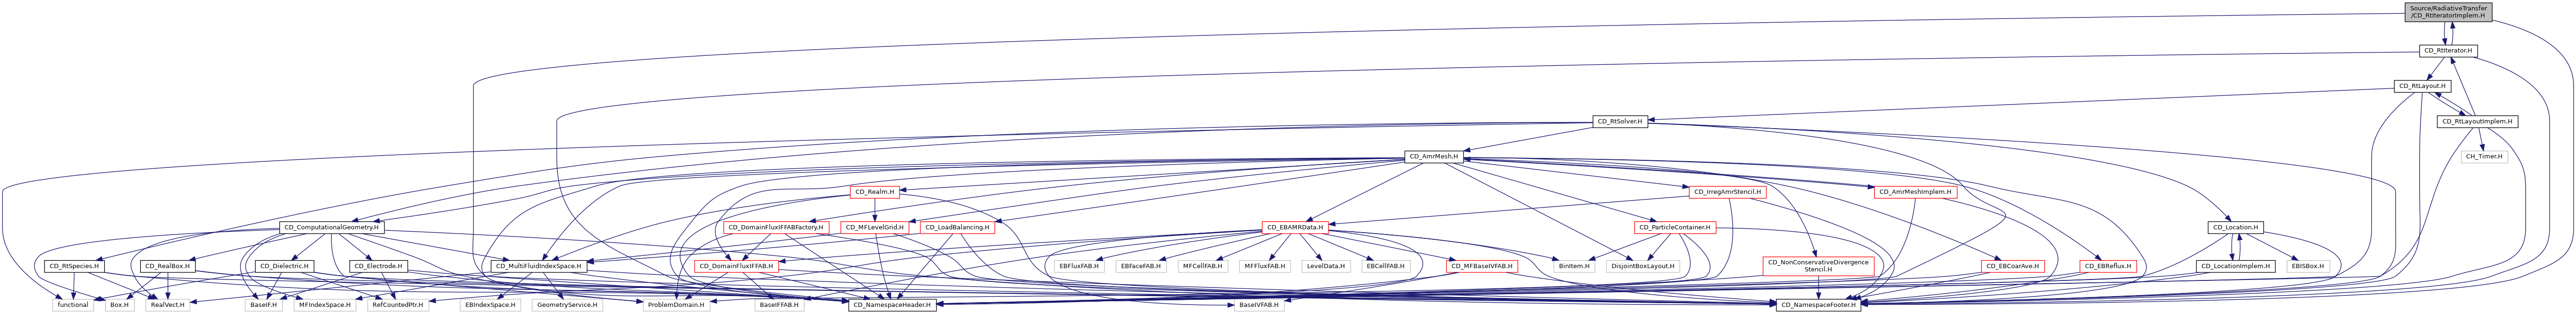 Source/RadiativeTransfer
/CD_RtIteratorImplem.H
CD_RtIterator.H
CD_RtLayout.H
CD_RtSolver.H
CD_RtLayoutImplem.H
CD_AmrMesh.H
CH_Timer.H
CD_Realm.H
CD_IrregAmrStencil.H
CD_AmrMeshImplem.H
CD_ComputationalGeometry.H
CD_DomainFluxIFFABFactory.H
CD_MFLevelGrid.H
CD_LoadBalancing.H
CD_EBAMRData.H
CD_ParticleContainer.H
CD_Location.H
CD_RtSpecies.H
CD_RealBox.H
CD_Dielectric.H
CD_Electrode.H
CD_MultiFluidIndexSpace.H
CD_DomainFluxIFFAB.H
EBFluxFAB.H
EBFaceFAB.H
MFCellFAB.H
MFFluxFAB.H
LevelData.H
EBCellFAB.H
CD_MFBaseIVFAB.H
BinItem.H
DisjointBoxLayout.H
CD_NonConservativeDivergence
Stencil.H
CD_EBCoarAve.H
CD_EBReflux.H
CD_LocationImplem.H
EBISBox.H
functional
Box.H
RealVect.H
BaseIF.H
MFIndexSpace.H
RefCountedPtr.H
EBIndexSpace.H
GeometryService.H
ProblemDomain.H
BaseIFFAB.H
CD_NamespaceHeader.H
BaseIVFAB.H
CD_NamespaceFooter.H